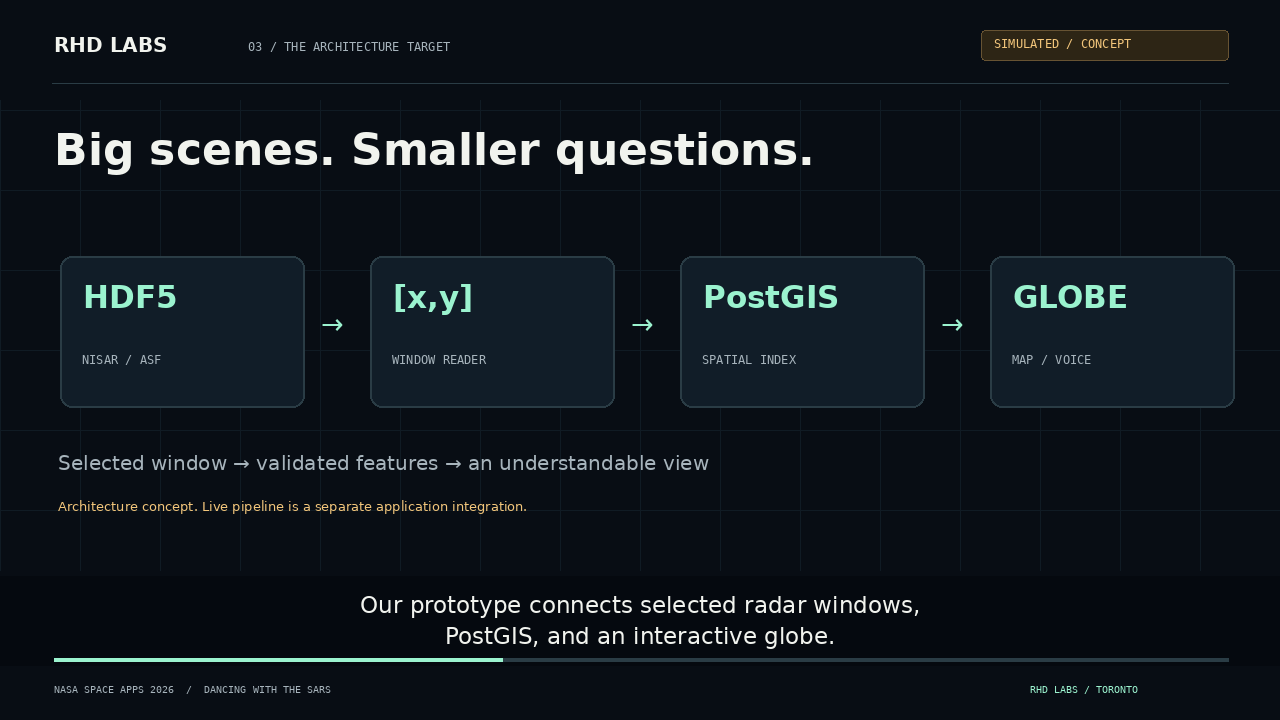 RHD LABS
03 / THE ARCHITECTURE TARGET
SIMULATED / CONCEPT
Big scenes. Smaller questions.
HDF5
NISAR / ASF
→
[x,y]
WINDOW READER
→
PostGIS
SPATIAL INDEX
→
GLOBE
MAP / VOICE
Selected window → validated features → an understandable view
Architecture concept. Live pipeline is a separate application integration.
Our prototype connects selected radar windows,
PostGIS, and an interactive globe.
NASA SPACE APPS 2026 / DANCING WITH THE SARS
RHD LABS / TORONTO